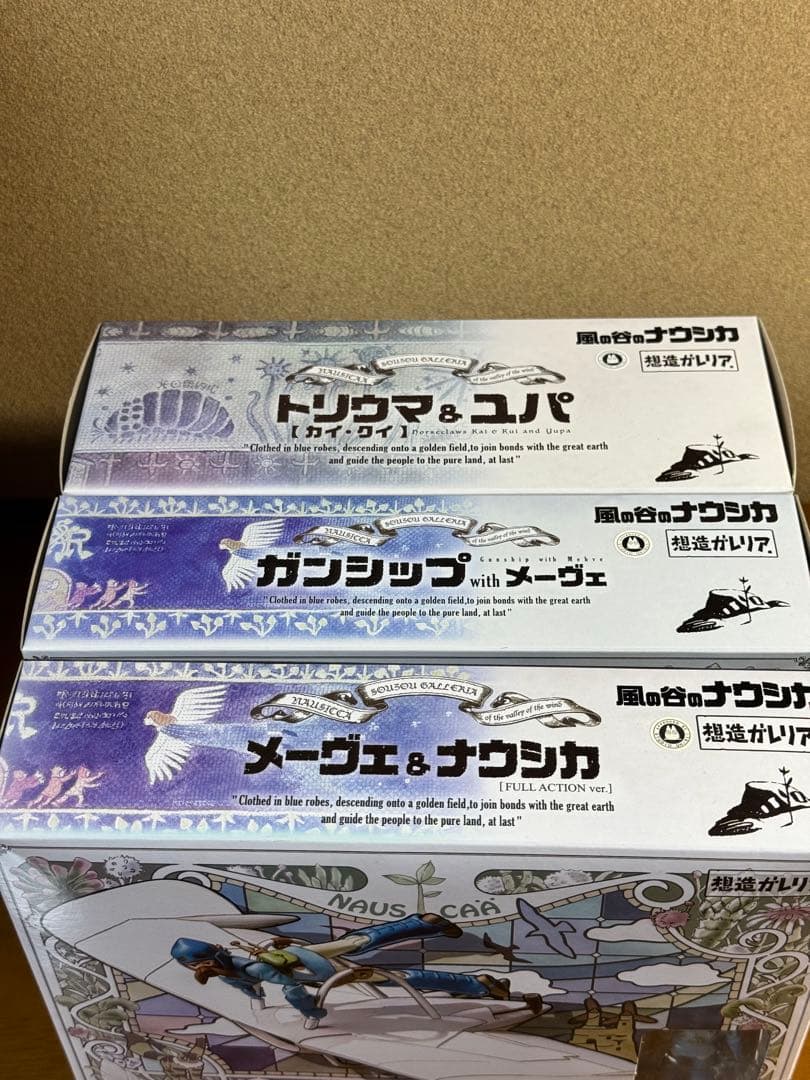 風の谷のナウシカ
想造ガレリア
SOUSOU GALLERIA
NAUSICAA
of the valley of the wind
トリウマ & ユパ
【カイ・クイ】 Horseclaws Kai & Kui and Yupa
"Clothed in blue robes, descending onto a golden field,to join bonds with the great earth
and guide the people to the pure land, at last"
風の谷のナウシカ
想造ガレリア
SOUSOU GALLERIA
NAUSICCA
of the valley of the wind
Gunship with Mehve
ガンシップ with メーヴェ
"Clothed in blue robes, descending onto a golden field,to join bonds with the great earth
and guide the people to the pure land, at last"
風の谷のナウシカ
想造ガレリア
SOUSOU GALLERIA
NAUSICCA
of the valley of the wind
メーヴェ & ナウシカ
[FULL ACTION ver.]
"Clothed in blue robes, descending onto a golden field,to join bonds with the great earth
and guide the people to the pure land, at last"
想造ガレリ
NAUSICAÄ